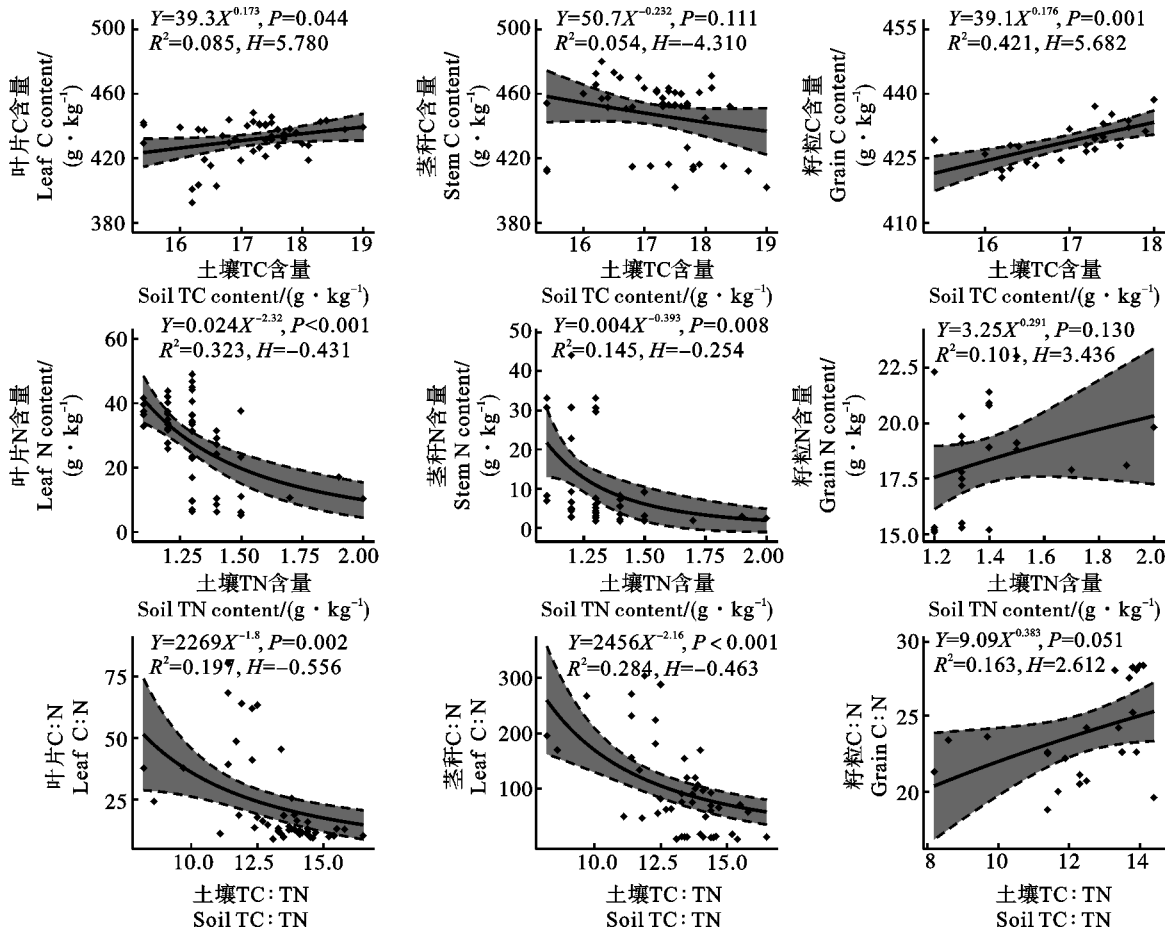 Y=39.3X^0.173, P=0.044
R²=0.085, H=5.780
叶片C含量/
Leaf C content/
(g · kg⁻¹)
500
460
420
380
16 17 18 19
土壤TC含量
Soil TC content/(g · kg⁻¹)
Y=50.7X^-0.232, P=0.111
R²=0.054, H=-4.310
茎秆C含量/
Stem C content/
(g · kg⁻¹)
500
460
420
380
16 17 18 19
土壤TC含量
Soil TC content/(g · kg⁻¹)
Y=39.1X^0.176, P=0.001
R²=0.421, H=5.682
籽粒C含量/
Grain C content/
(g · kg⁻¹)
455
440
425
410
16 17 18
土壤TC含量
Soil TC content/(g · kg⁻¹)
Y=0.024X^-2.32, P<0.001
R²=0.323, H=-0.431
叶片N含量/
Leaf N content/
(g · kg⁻¹)
60
40
20
0
1.25 1.50 1.75 2.00
土壤TN含量
Soil TN content/(g · kg⁻¹)
Y=0.004X^-0.393, P=0.008
R²=0.145, H=-0.254
茎秆N含量/
Stem N content/
(g · kg⁻¹)
50
40
30
20
10
0
1.25 1.50 1.75 2.00
土壤TN含量
Soil TN content/(g · kg⁻¹)
Y=3.25X^0.291, P=0.130
R²=0.101, H=3.436
籽粒N含量/
Grain N content/
(g · kg⁻¹)
22.5
20.0
17.5
15.0
1.2 1.4 1.6 1.8 2.0
土壤TN含量
Soil TN content/(g · kg⁻¹)
Y=2269X^-1.8, P=0.002
R²=0.197, H=-0.556
叶片C∶N
Leaf C∶N
75
50
25
10.0 12.5 15.0
土壤TC∶TN
Soil TC∶TN
Y=2456X^-2.16, P<0.001
R²=0.284, H=-0.463
茎秆C∶N
Leaf C∶N
300
200
100
10.0 12.5 15.0
土壤TC∶TN
Soil TC∶TN
Y=9.09X^0.383, P=0.051
R²=0.163, H=2.612
籽粒C∶N
Grain C∶N
30
25
20
8 10 12 14
土壤TC∶TN
Soil TC∶TN